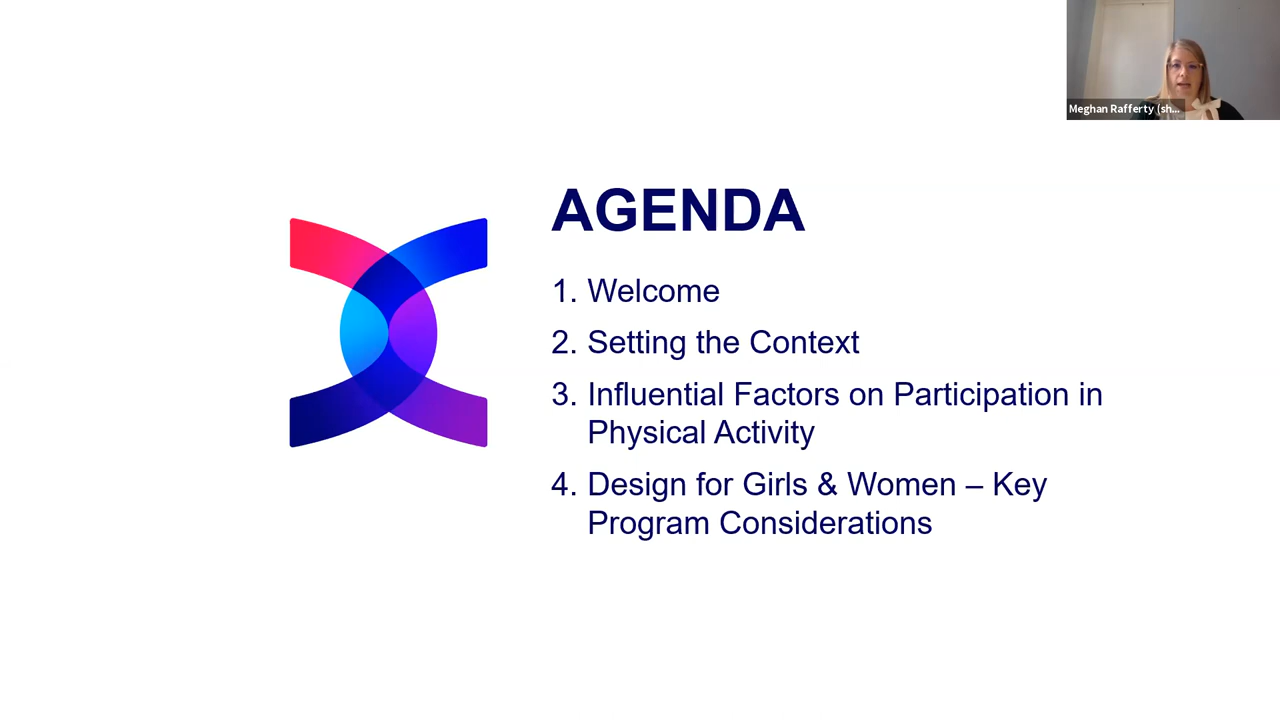 Meghan Rafferty (sh...
AGENDA
1. Welcome
2. Setting the Context
3. Influential Factors on Participation in
Physical Activity
4. Design for Girls & Women – Key
Program Considerations